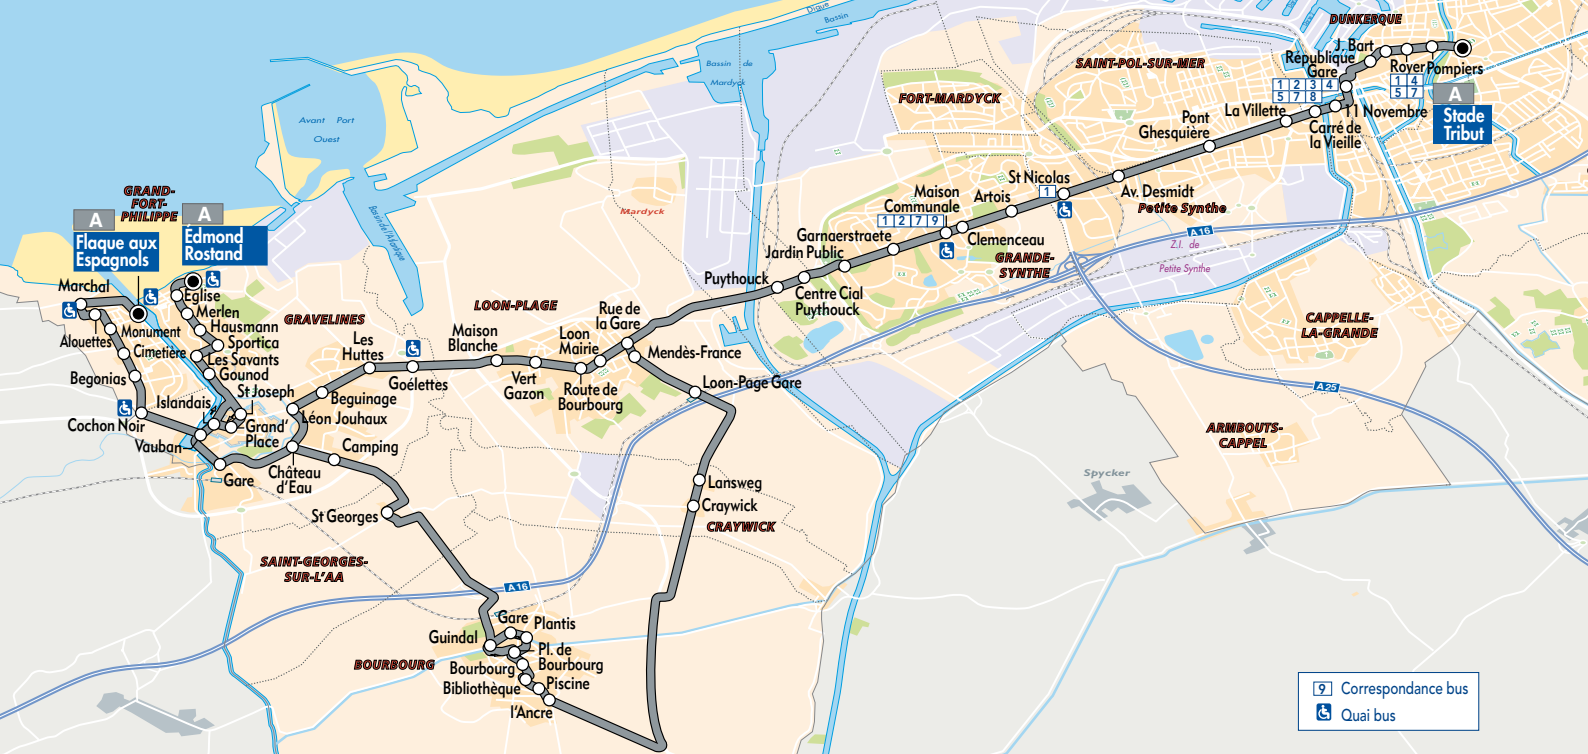 Digue
Bassin
DUNKERQUE
J. Bart
République
Gare
Royer
Pompiers
1 2 3 4
5 7 8
1 4
5 7
A
Stade
Tribut
SAINT-POL-SUR-MER
Bassin de
Mardyck
FORT-MARDYCK
La Villette
11 Novembre
Carré de
la Vieille
Pont
Ghesquière
Avant Port
Ouest
St Nicolas
1
Av. Desmidt
Petite Synthe
Maison
Communale
1 2 7 9
Artois
Clemenceau
GRANDE-
SYNTHE
A 16
Z.I. de
Petite Synthe
Mardyck
Bassin de l'Atlantique
GRAND-
FORT-
PHILIPPE
A
Flaque aux
Espagnols
A
Édmond
Rostand
Garnaerstraete
Jardin Public
Puythouck
Centre Cial
Puythouck
Marchal
Église
Merlen
Hausmann
Sportica
Monument
Alouettes
Cimetière
Les Savants
Gounod
Begonias
St Joseph
Islandais
Grand'
Place
Cochon Noir
Vauban
Gare
GRAVELINES
LOON-PLAGE
Les
Huttes
Goélettes
Beguinage
Léon Jouhaux
Maison
Blanche
Vert
Gazon
Loon
Mairie
Rue de
la Gare
Route de
Bourbourg
Mendès-France
Loon-Page Gare
CAPPELLE-
LA-GRANDE
A 25
ARMBOUTS-
CAPPEL
Spycker
Camping
Château
d'Eau
St Georges
Lansweg
Craywick
CRAYWICK
SAINT-GEORGES-
SUR-L'AA
A 16
Gare
Plantis
Guindal
Pl. de
Bourbourg
BOURBOURG
Bourbourg
Bibliothèque
Piscine
l'Ancre
9 Correspondance bus
Quai bus